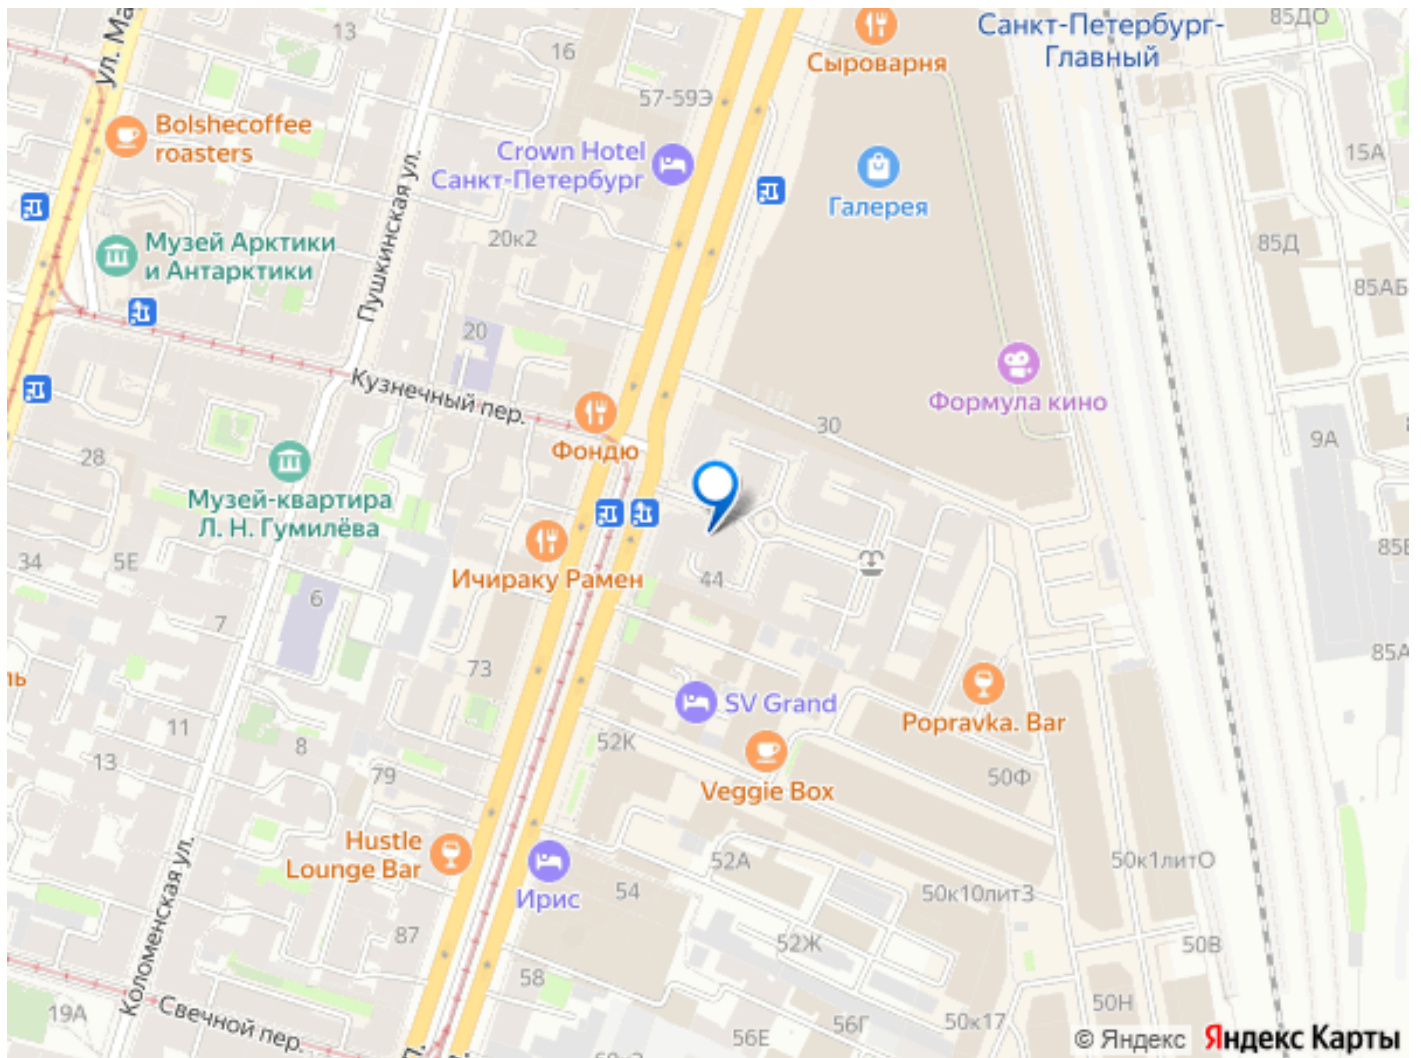 ул. Ма
13
16
57-59Э
Сыроварня
Санкт-Петербург-
Главный
85ДО
Bolshecoffee
roasters
Crown Hotel
Санкт-Петербург
Галерея
15А
Пушкинская ул.
Музей Арктики
и Антарктики
20к2
85Д
85АБ
20
Кузнечный пер.
Фондю
Формула кино
30
9А
28
Музей-квартира
Л. Н. Гумилёва
34
5Е
6
7
Ичираку Рамен
44
85А
73
SV Grand
Popravka. Bar
11
8
13
79
52К
Veggie Box
50Ф
Hustle
Lounge Bar
Ирис
54
52А
50к1литО
50к10лит3
Коломенская ул.
87
52Ж
50В
58
19А
Свечной пер.
56Е
56Г
50к17
50Н
© Яндекс Яндекс Карты